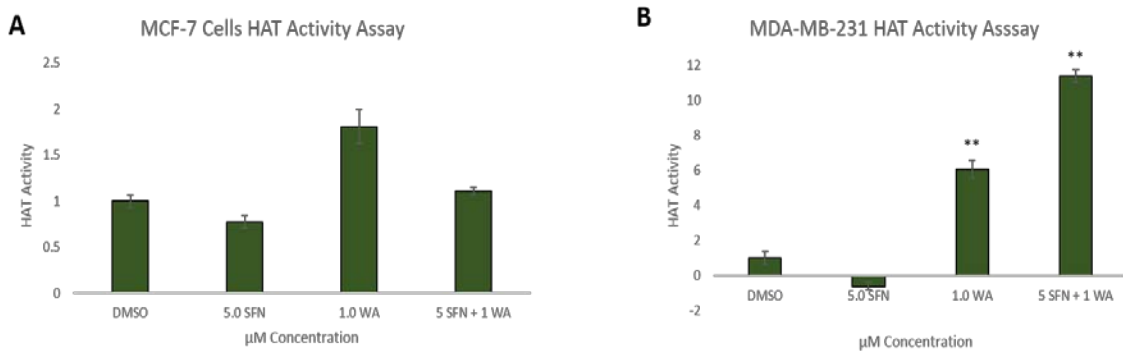 A
MCF-7 Cells HAT Activity Assay
2.5
2
1.5
1
0.5
0
HAT Activity
DMSO
5.0 SFN
1.0 WA
5 SFN + 1 WA
µM Concentration
B
MDA-MB-231 HAT Activity Asssay
12
10
8
6
4
2
0
-2
HAT Activity
**
**
DMSO
5.0 SFN
1.0 WA
5 SFN + 1 WA
µM Concentration